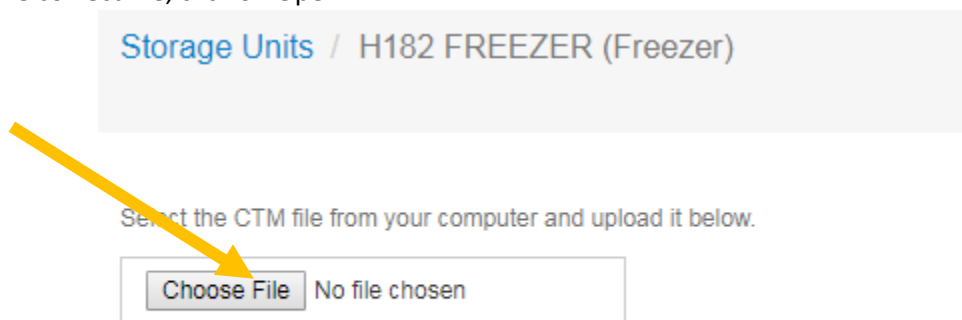 Storage Units / H182 FREEZER (Freezer)
Select the CTM file from your computer and upload it below.
Choose File No file chosen